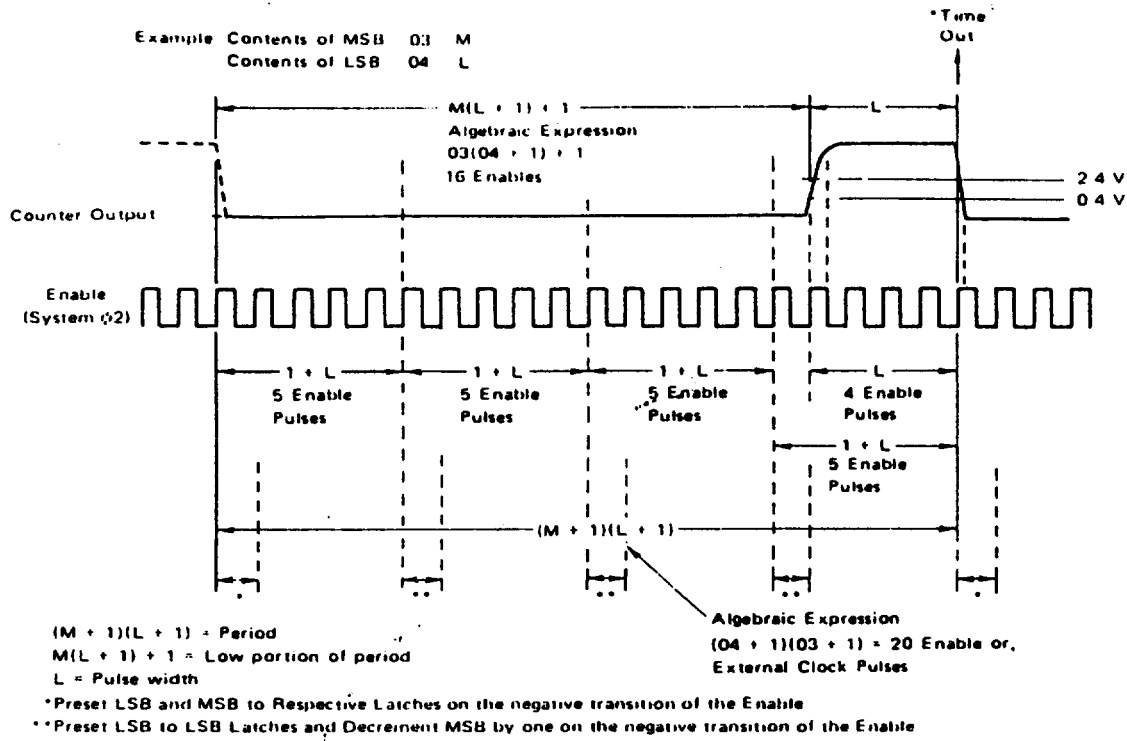 *Time
Out
Example Contents of MSB 03 M
Contents of LSB 04 L
M(L + 1) + 1
L
Algebraic Expression
03(04 + 1) + 1
16 Enables
2 4 V
0 4 V
Counter Output
Enable
(System ϕ2)
1 + L
1 + L
1 + L
L
5 Enable
Pulses
5 Enable
Pulses
5 Enable
Pulses
4 Enable
Pulses
1 + L
5 Enable
Pulses
(M + 1)(L + 1)
*
**
**
**
*
Algebraic Expression
(04 + 1)(03 + 1) = 20 Enable or,
External Clock Pulses
(M + 1)(L + 1) = Period
M(L + 1) + 1 = Low portion of period
L = Pulse width
*Preset LSB and MSB to Respective Latches on the negative transition of the Enable
**Preset LSB to LSB Latches and Decrement MSB by one on the negative transition of the Enable